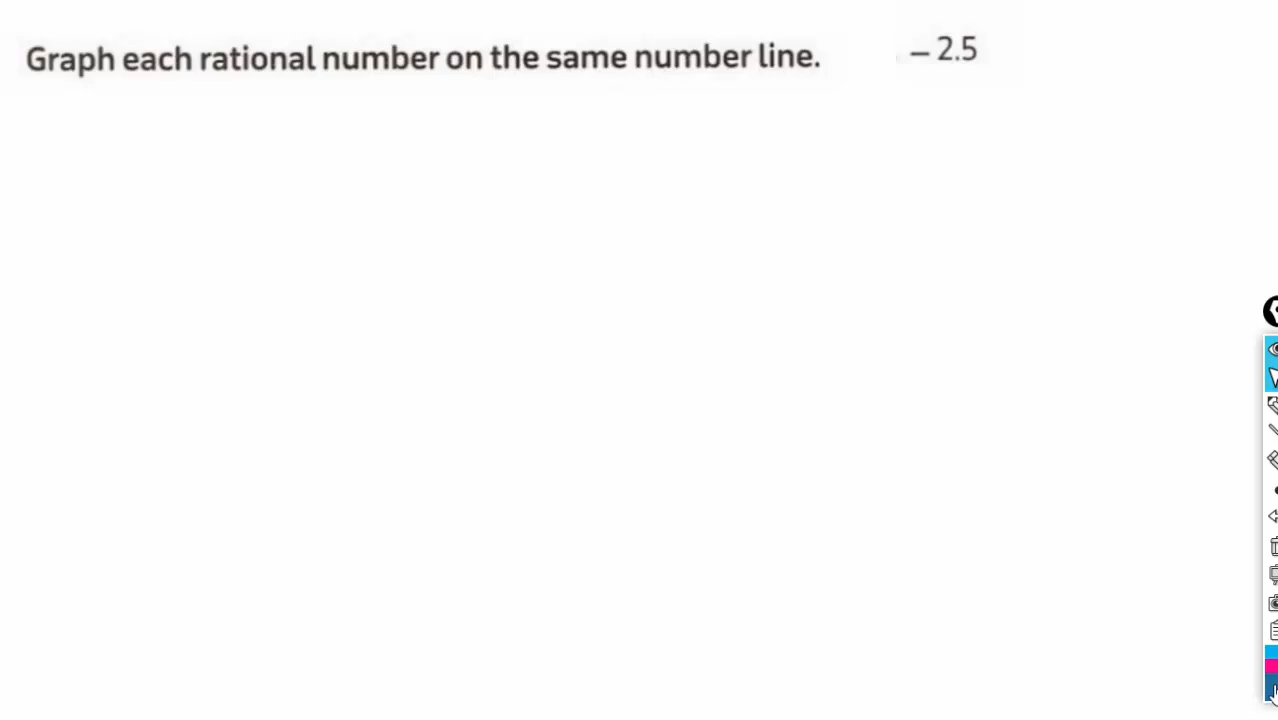 Graph each rational number on the same number line. – 2.5